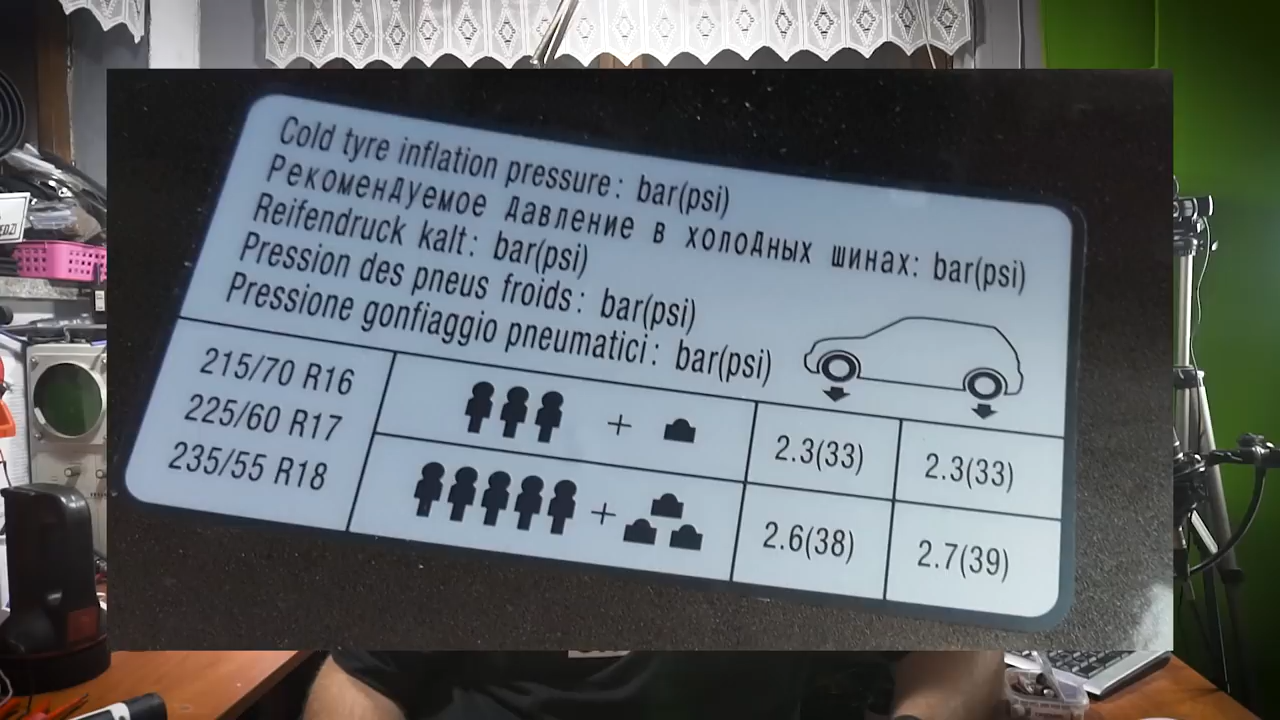 Cold tyre inflation pressure: bar(psi)
Рекомендуемое давление в холодных шинах: bar(psi)
Reifendruck kalt: bar(psi)
Pression des pneus froids: bar(psi)
Pressione gonfiaggio pneumatici: bar(psi)
215/70 R16
225/60 R17
235/55 R18
+ 2.3(33) 2.3(33)
+ 2.6(38) 2.7(39)